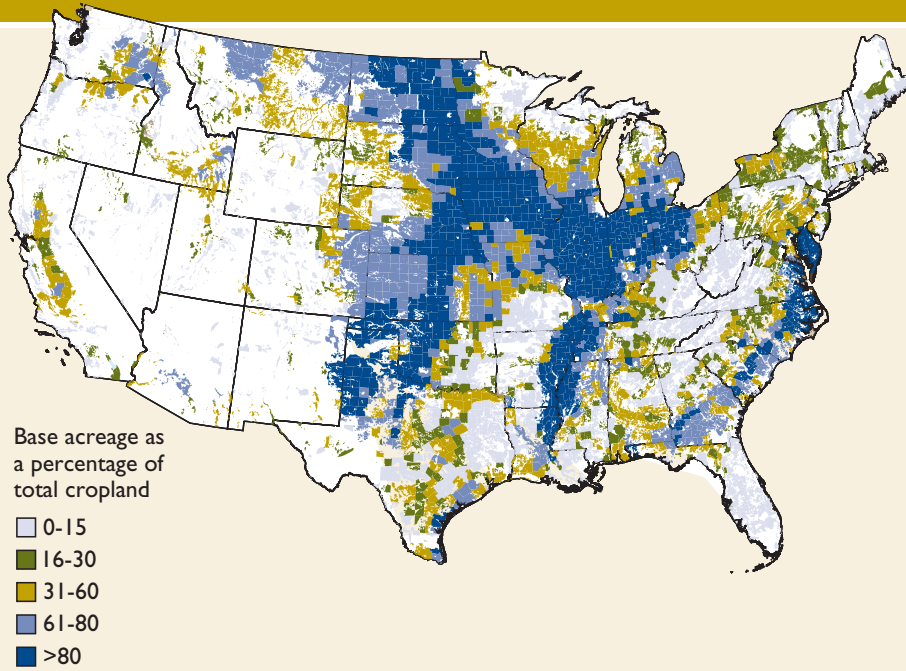 Base acreage as
a percentage of
total cropland
0-15
16-30
31-60
61-80
>80